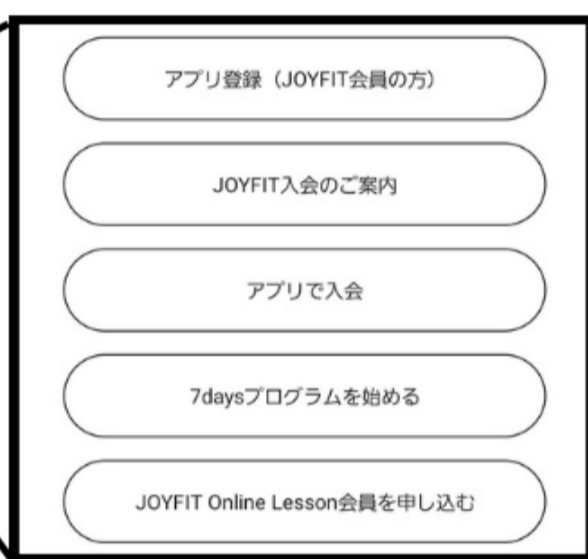 アプリ登録（JOYFIT会員の方）
JOYFIT入会のご案内
アプリで入会
7daysプログラムを始める
JOYFIT Online Lesson会員を申し込む